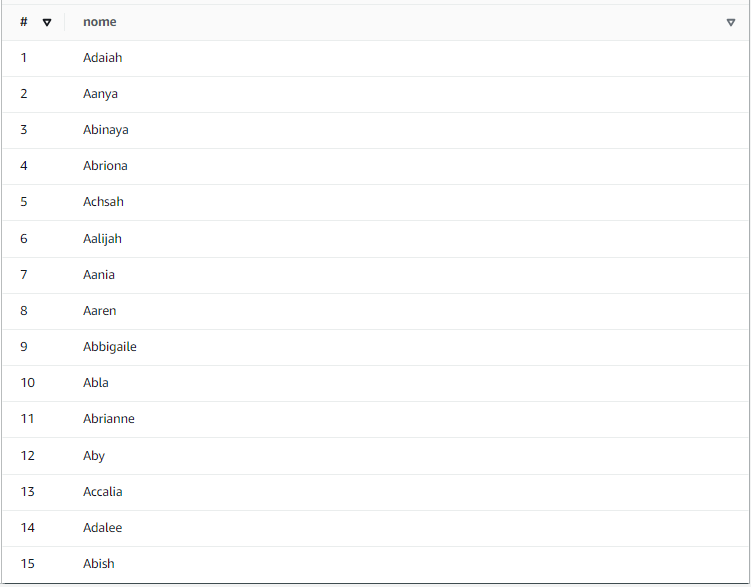 # nome
1 Adaiah
2 Aanya
3 Abinaya
4 Abriona
5 Achsah
6 Aalijah
7 Aania
8 Aaren
9 Abbigaile
10 Abla
11 Abrianne
12 Aby
13 Accalia
14 Adalee
15 Abish